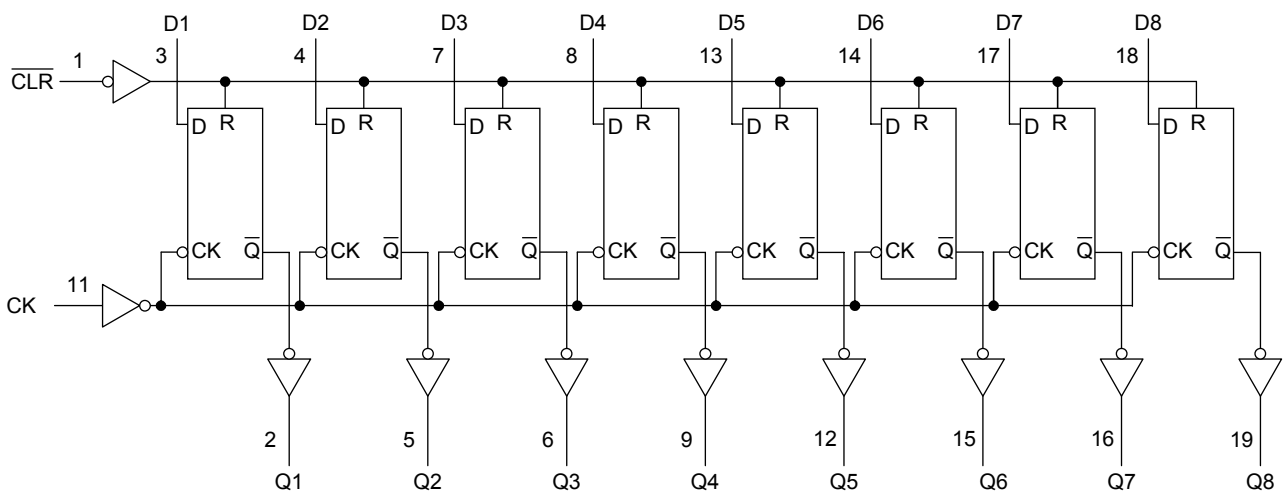 D1 D2 D3 D4 D5 D6 D7 D8
1 3 4 7 8 13 14 17 18
C̅L̅R̅
D R D R D R D R D R D R D R D R
CK Q̅ CK Q̅ CK Q̅ CK Q̅ CK Q̅ CK Q̅ CK Q̅ CK Q̅
11
CK
2 5 6 9 12 15 16 19
Q1 Q2 Q3 Q4 Q5 Q6 Q7 Q8